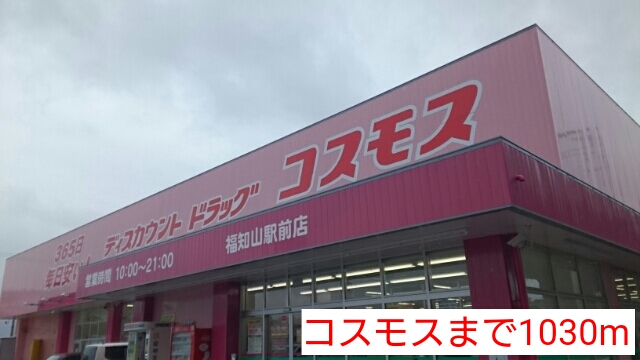 365日
毎日安い!
ディスカウント ドラッグ コスモス
福知山駅前店
営業時間 10:00~21:00
コスモスまで1030m